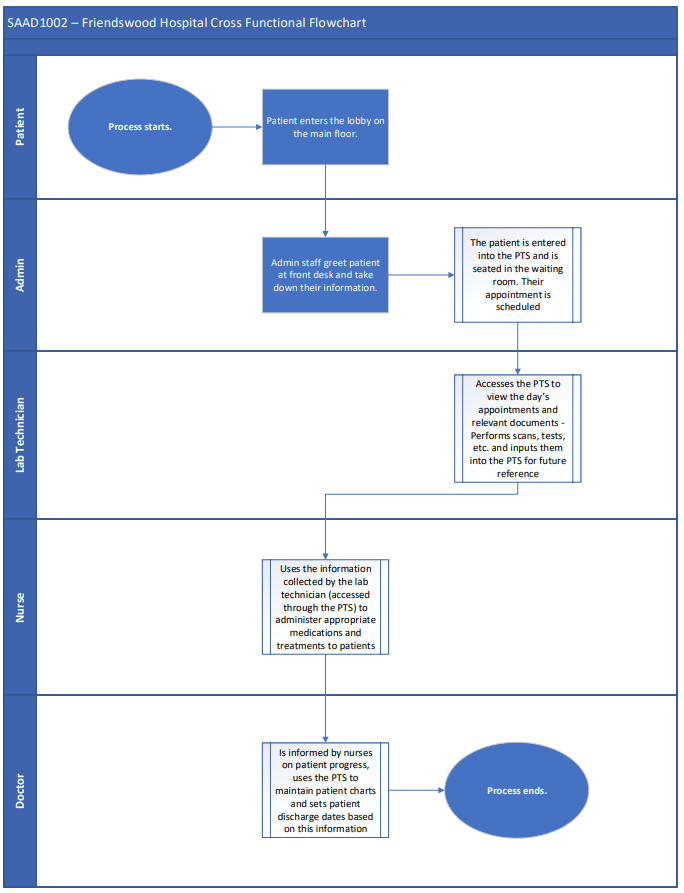 SAAD1002 – Friendswood Hospital Cross Functional Flowchart
Patient
Process starts.
Patient enters the lobby on
the main floor.
Admin
Admin staff greet patient
at front desk and take
down their information.
The patient is entered
into the PTS and is
seated in the waiting
room. Their
appointment is
scheduled
Lab Technician
Accesses the PTS to
view the day’s
appointments and
relevant documents -
Performs scans, tests,
etc. and inputs them
into the PTS for future
reference
Nurse
Uses the information
collected by the lab
technician (accessed
through the PTS) to
administer appropriate
medications and
treatments to patients
Doctor
Is informed by nurses
on patient progress,
uses the PTS to
maintain patient charts
and sets patient
discharge dates based
on this information
Process ends.